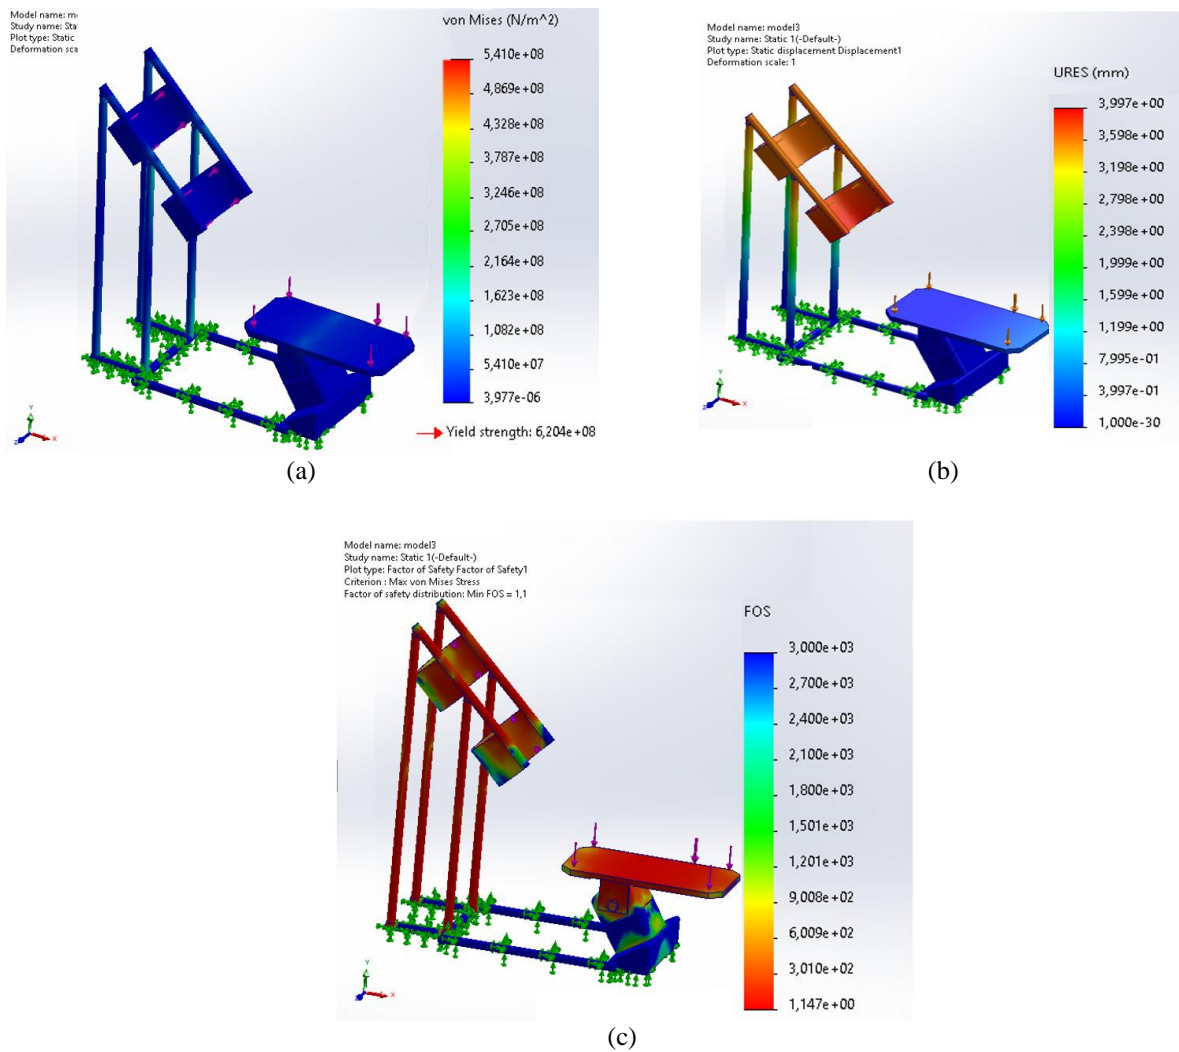 Model name: m
Study name: Sta
Plot type: Static
Deformation sca
von Mises (N/m^2)
5,410e+08
4,869e+08
4,328e+08
3,787e+08
3,246e+08
2,705e+08
2,164e+08
1,623e+08
1,082e+08
5,410e+07
3,977e-06
Yield strength: 6,204e+08
Y
X
Z
(a)
model3
Study name: Static 1(-Default-)
Plot type: Static displacement Displacement1
Deformation scale: 1
URES (mm)
3,997e+00
3,598e+00
3,198e+00
2,798e+00
2,398e+00
1,999e+00
1,599e+00
1,199e+00
7,995e-01
3,997e-01
1,000e-30
Y
X
Z
(b)
Model name: model3
Study name: Static 1(-Default-)
Plot type: Factor of Safety Factor of Safety1
Criterion : Max von Mises Stress
Factor of safety distribution: Min FOS = 1,1
FOS
3,000e+03
2,700e+03
2,400e+03
2,100e+03
1,800e+03
1,501e+03
1,201e+03
9,008e+02
6,009e+02
3,010e+02
1,147e+00
Y
X
Z
(c)